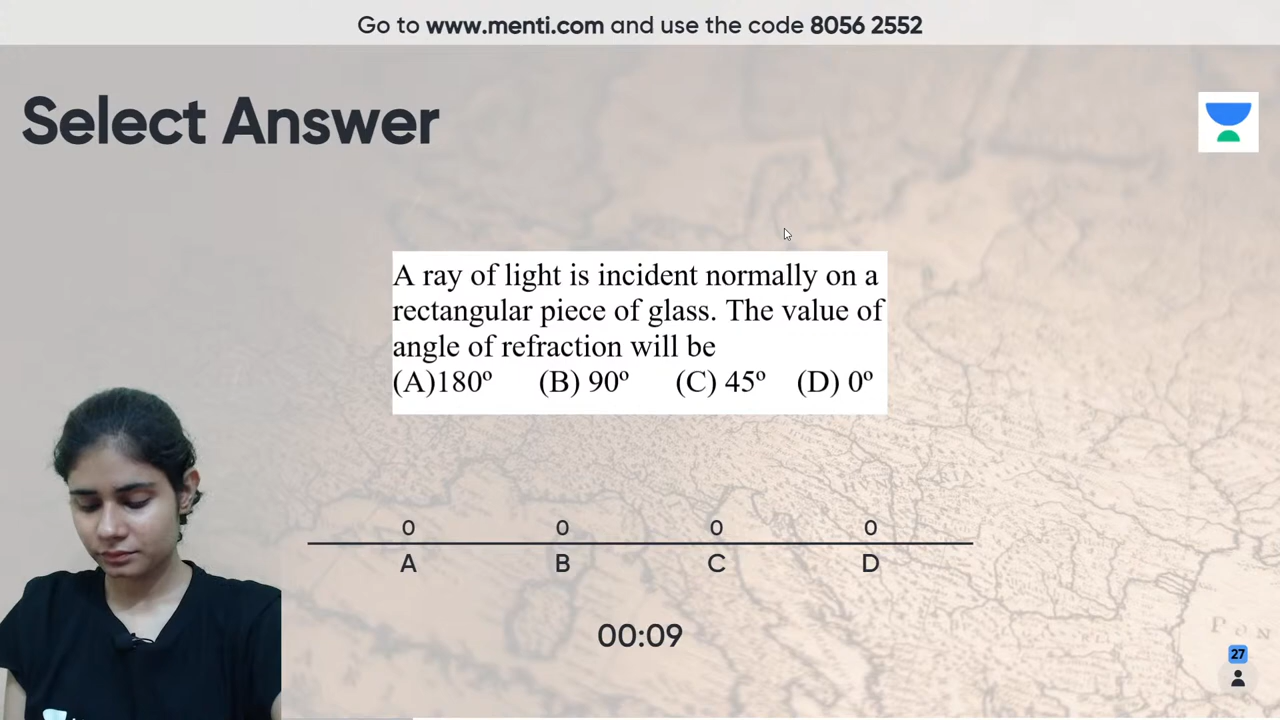 Go to www.menti.com and use the code 8056 2552
Select Answer
A ray of light is incident normally on a
rectangular piece of glass. The value of
angle of refraction will be
(A)180º (B) 90º (C) 45º (D) 0º
0 0 0 0
A B C D
00:09
PON
27